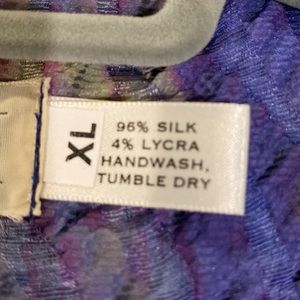 XL
96% SILK
4% LYCRA
HANDWASH,
TUMBLE DRY